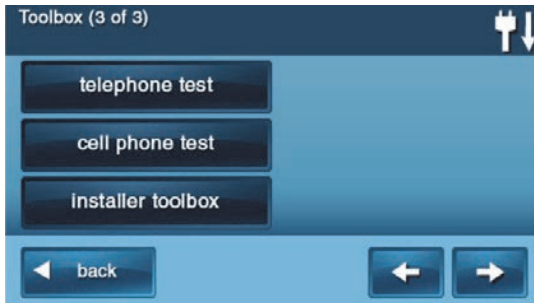 Toolbox (3 of 3)
telephone test
cell phone test
installer toolbox
back